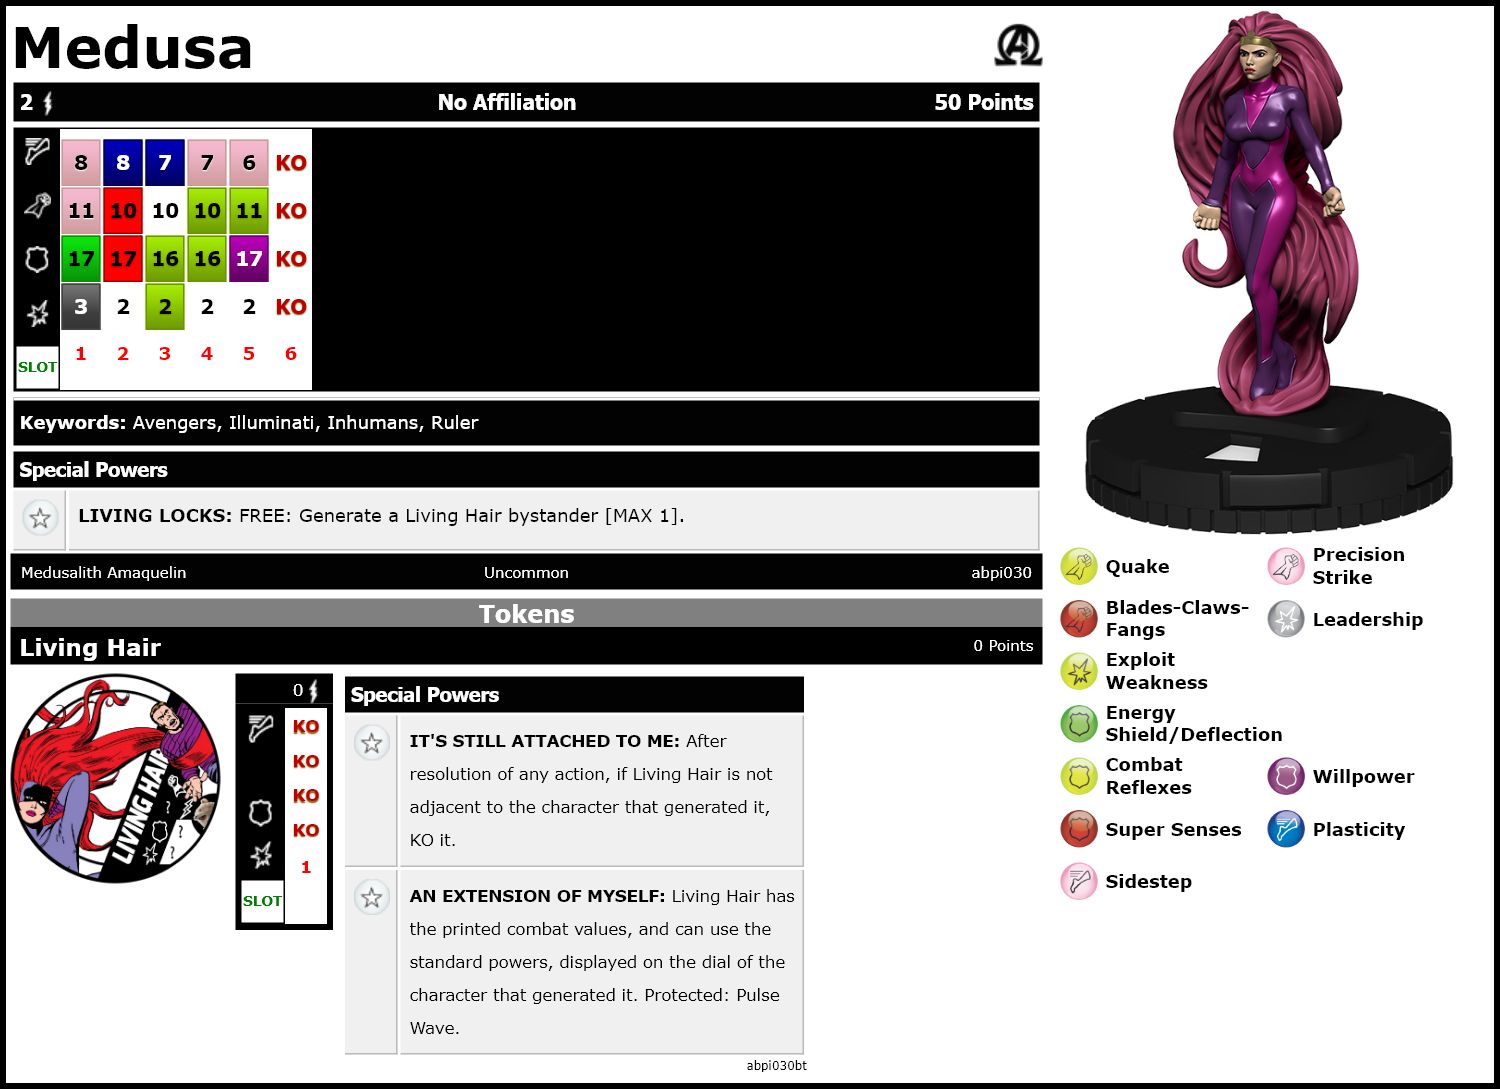 Medusa
2 No Affiliation 50 Points
8 8 7 7 6 KO
11 10 10 10 11 KO
17 17 16 16 17 KO
3 2 2 2 2 KO
SLOT 1 2 3 4 5 6
Keywords: Avengers, Illuminati, Inhumans, Ruler
Special Powers
LIVING LOCKS: FREE: Generate a Living Hair bystander [MAX 1].
Medusalith Amaquelin Uncommon abpi030
Tokens
Living Hair 0 Points
LIVING HAIR
?
?
0
KO
KO
KO
KO
1
SLOT
Special Powers
IT'S STILL ATTACHED TO ME: After
resolution of any action, if Living Hair is not
adjacent to the character that generated it,
KO it.
AN EXTENSION OF MYSELF: Living Hair has
the printed combat values, and can use the
standard powers, displayed on the dial of the
character that generated it. Protected: Pulse
Wave.
abpi030bt
Quake
Precision
Strike
Blades-Claws-
Fangs
Leadership
Exploit
Weakness
Energy
Shield/Deflection
Combat
Reflexes
Willpower
Super Senses
Plasticity
Sidestep